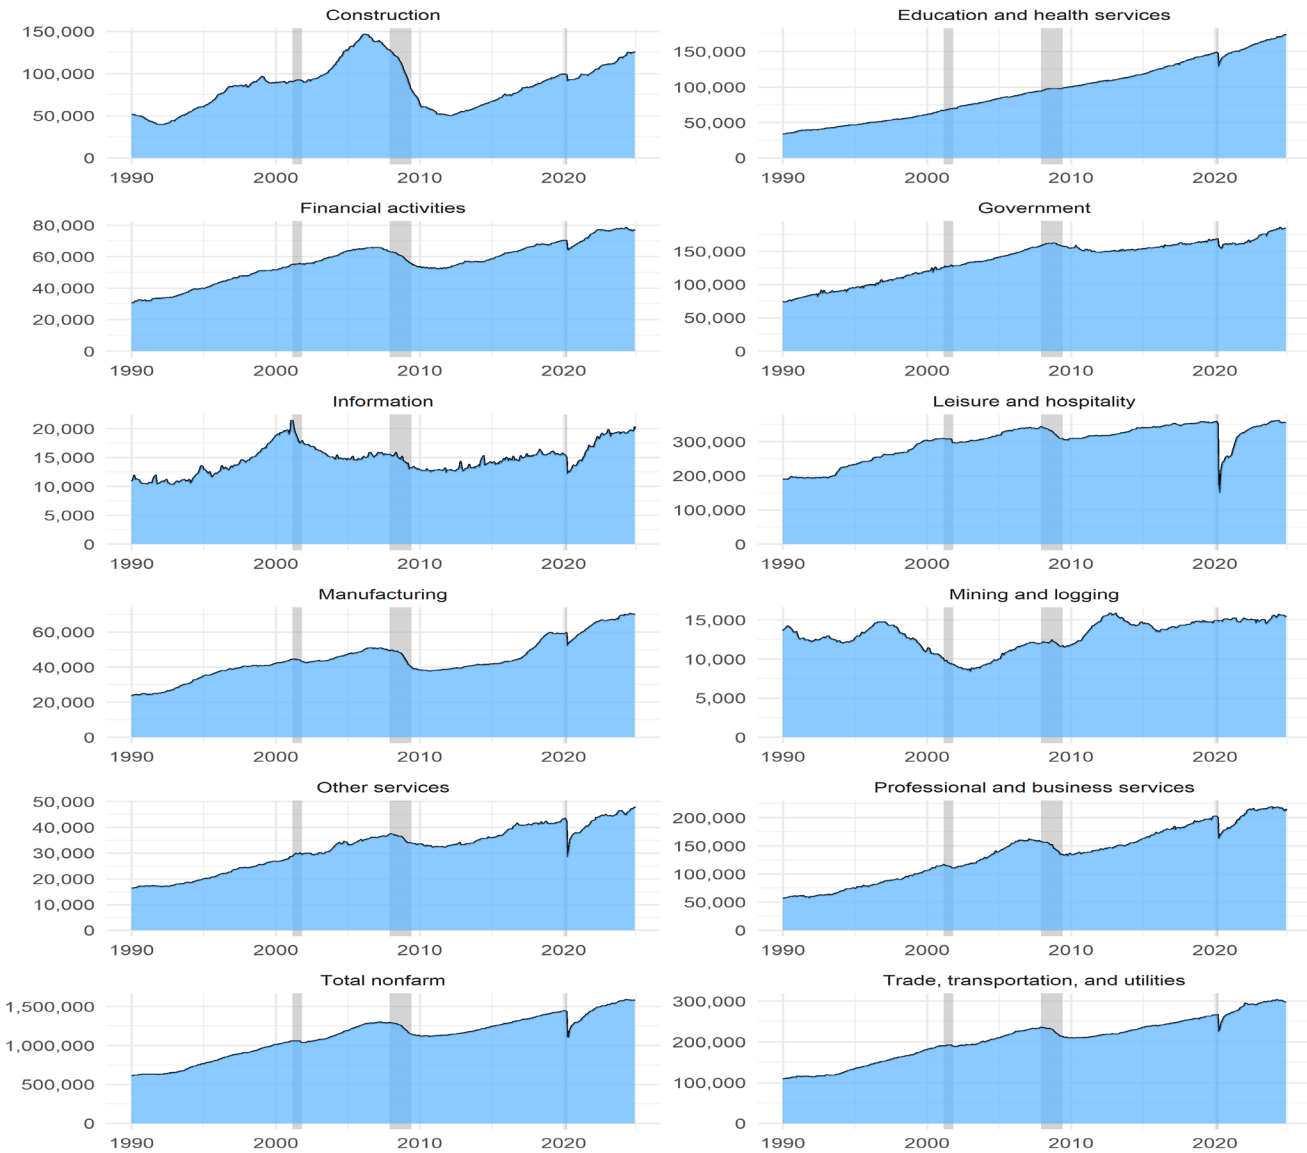 Construction
150,000
100,000
50,000
0
1990 2000 2010 2020
Education and health services
150,000
100,000
50,000
0
1990 2000 2010 2020
Financial activities
80,000
60,000
40,000
20,000
0
1990 2000 2010 2020
Government
150,000
100,000
50,000
0
1990 2000 2010 2020
Information
20,000
15,000
10,000
5,000
0
1990 2000 2010 2020
Leisure and hospitality
300,000
200,000
100,000
0
1990 2000 2010 2020
Manufacturing
60,000
40,000
20,000
0
1990 2000 2010 2020
Mining and logging
15,000
10,000
5,000
0
1990 2000 2010 2020
Other services
50,000
40,000
30,000
20,000
10,000
0
1990 2000 2010 2020
Professional and business services
200,000
150,000
100,000
50,000
0
1990 2000 2010 2020
Total nonfarm
1,500,000
1,000,000
500,000
0
1990 2000 2010 2020
Trade, transportation, and utilities
300,000
200,000
100,000
0
1990 2000 2010 2020